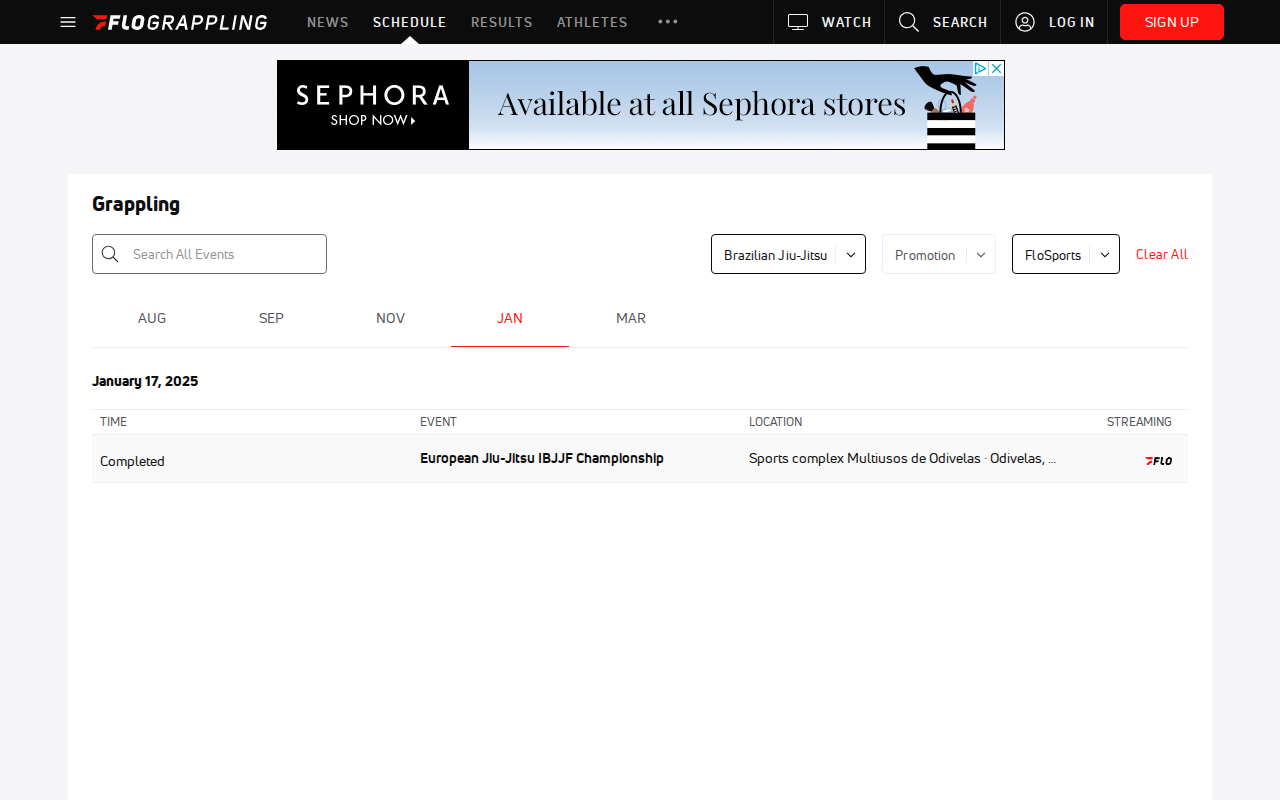 FLOGRAPPLING NEWS SCHEDULE RESULTS ATHLETES WATCH SEARCH LOG IN SIGN UP
SEPHORA
SHOP NOW
Available at all Sephora stores
Grappling
Search All Events
Brazilian Jiu-Jitsu Promotion FloSports Clear All
AUG SEP NOV JAN MAR
January 17, 2025
TIME EVENT LOCATION STREAMING
Completed European Jiu-Jitsu IBJJF Championship Sports complex Multiusos de Odivelas · Odivelas, ... FLO